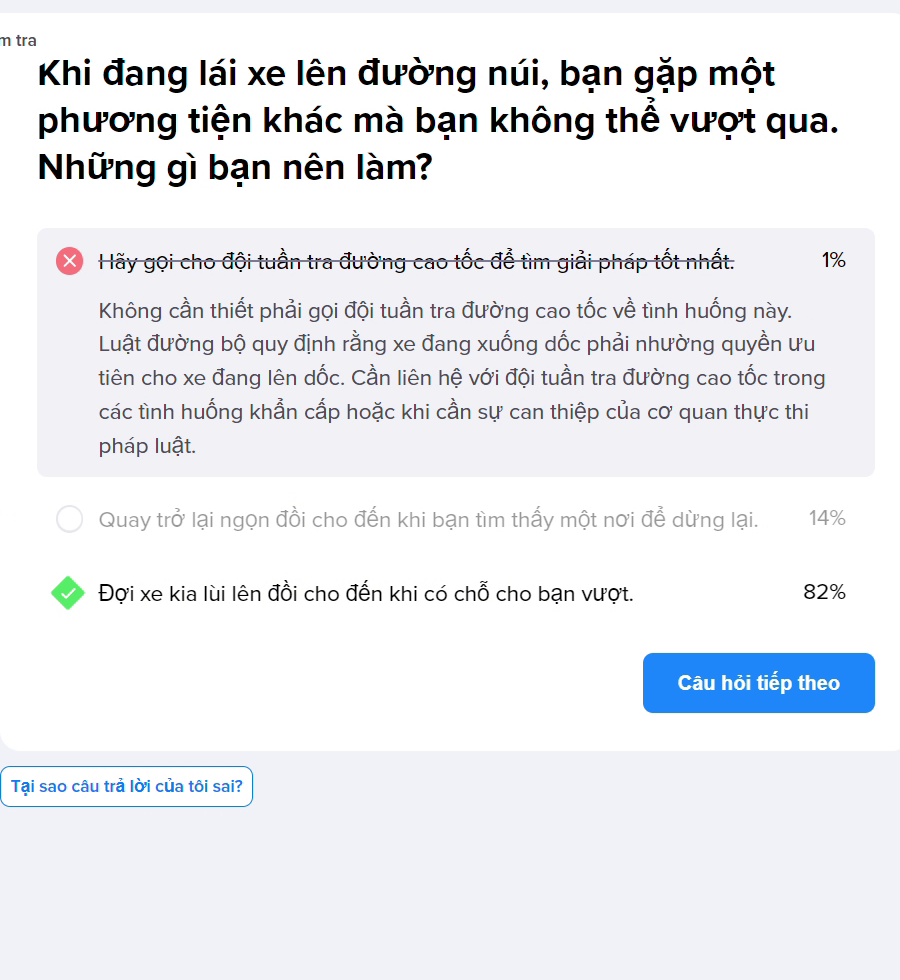 m tra
Khi đang lái xe lên đường núi, bạn gặp một
phương tiện khác mà bạn không thể vượt qua.
Những gì bạn nên làm?
Hãy gọi cho đội tuần tra đường cao tốc để tìm giải pháp tốt nhất. 1%
Không cần thiết phải gọi đội tuần tra đường cao tốc về tình huống này.
Luật đường bộ quy định rằng xe đang xuống dốc phải nhường quyền ưu
tiên cho xe đang lên dốc. Cần liên hệ với đội tuần tra đường cao tốc trong
các tình huống khẩn cấp hoặc khi cần sự can thiệp của cơ quan thực thi
pháp luật.
Quay trở lại ngọn đồi cho đến khi bạn tìm thấy một nơi để dừng lại. 14%
Đợi xe kia lùi lên đồi cho đến khi có chỗ cho bạn vượt. 82%
Câu hỏi tiếp theo
Tại sao câu trả lời của tôi sai?